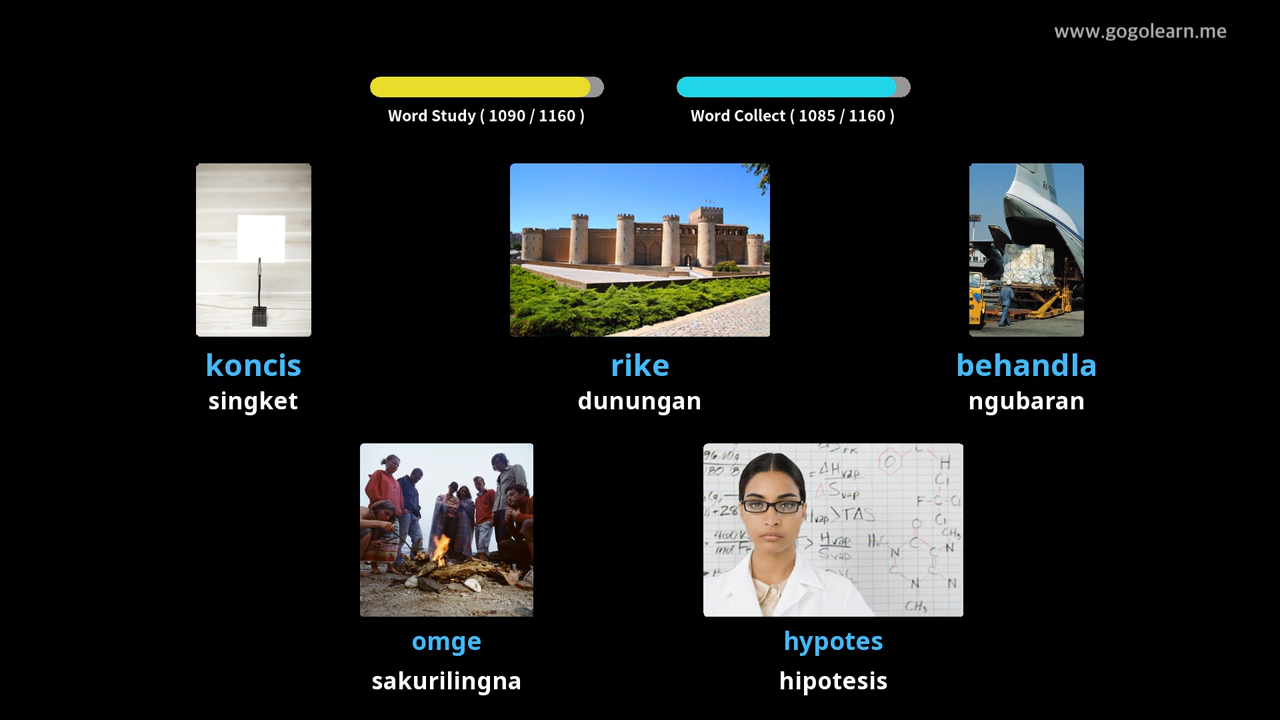 www.gogolearn.me
Word Study ( 1090 / 1160 )
Word Collect ( 1085 / 1160 )
koncis
singket
rike
dunungan
behandla
ngubaran
omge
sakurilingna
hypotes
hipotesis